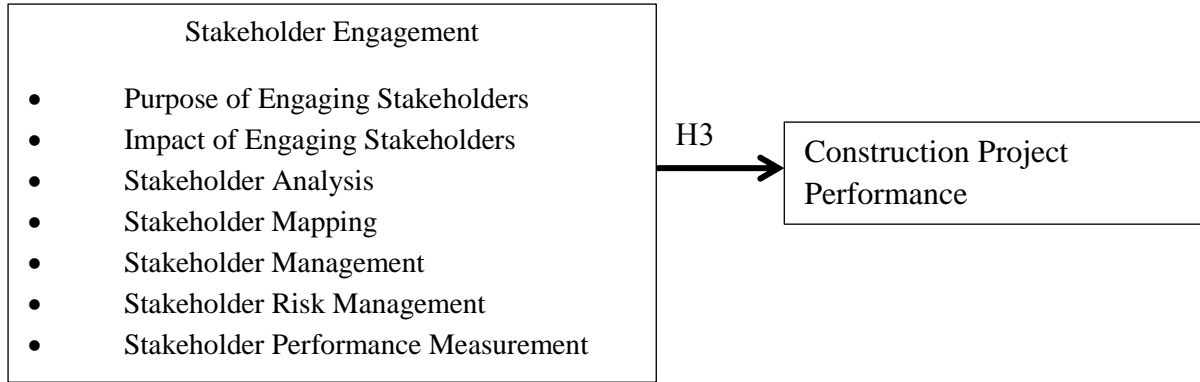 Stakeholder Engagement
• Purpose of Engaging Stakeholders
• Impact of Engaging Stakeholders
• Stakeholder Analysis
• Stakeholder Mapping
• Stakeholder Management
• Stakeholder Risk Management
• Stakeholder Performance Measurement
H3
Construction Project
Performance